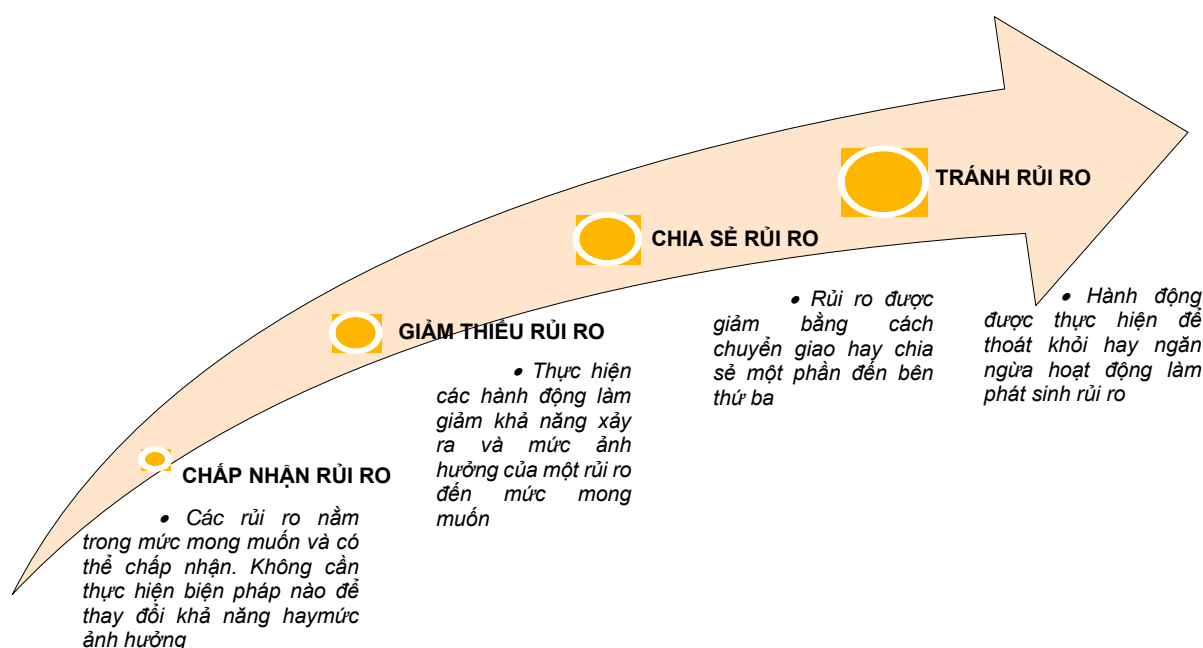 CHẤP NHẬN RỦI RO
• Các rủi ro nằm
trong mức mong muốn và có
thể chấp nhận. Không cần
thực hiện biện pháp nào để
thay đổi khả năng haymức
ảnh hưởng
GIẢM THIỂU RỦI RO
• Thực hiện
các hành động làm
giảm khả năng xảy
ra và mức ảnh
hưởng của một rủi ro
đến mức mong
muốn
CHIA SẺ RỦI RO
• Rủi ro được
giảm bằng cách
chuyển giao hay chia
sẻ một phần đến bên
thứ ba
TRÁNH RỦI RO
• Hành động
được thực hiện để
thoát khỏi hay ngăn
ngừa hoạt động làm
phát sinh rủi ro